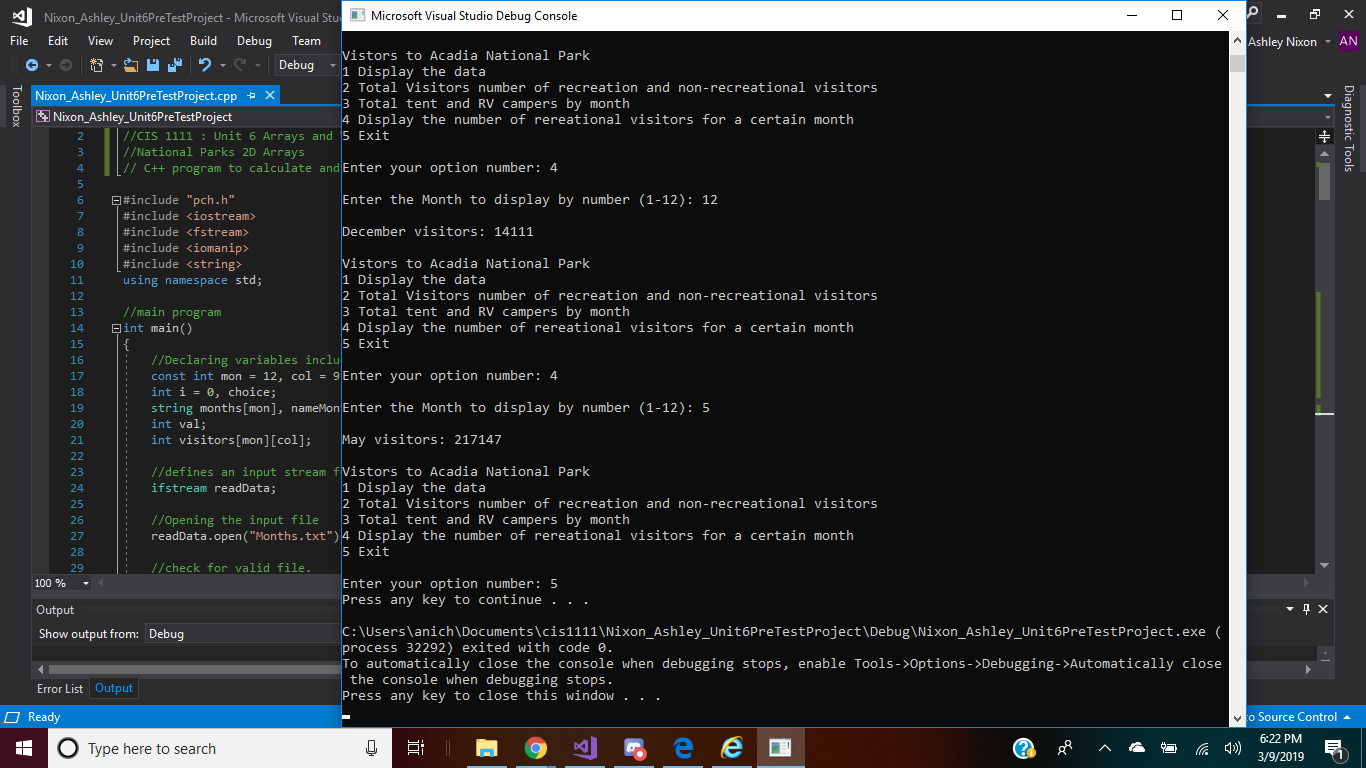 Nixon_Ashley_Unit6PreTestProject - Microsoft Visual Stu
File Edit View Project Build Debug Team
Debug
Ashley Nixon AN
Toolbox
Nixon_Ashley_Unit6PreTestProject.cpp
Nixon_Ashley_Unit6PreTestProject
2 //CIS 1111 : Unit 6 Arrays and
3 //National Parks 2D Arrays
4 // C++ program to calculate and
5
6 #include "pch.h"
7 #include <iostream>
8 #include <fstream>
9 #include <iomanip>
10 #include <string>
11 using namespace std;
12
13 //main program
14 int main()
15 {
16 //Declaring variables inclu
17 const int mon = 12, col = 9
18 int i = 0, choice;
19 string months[mon], nameMon
20 int val;
21 int visitors[mon][col];
22
23 //defines an input stream f
24 ifstream readData;
25
26 //Opening the input file
27 readData.open("Months.txt")
28
29 //check for valid file.
100 %
Output
Show output from: Debug
Error List Output
Ready
Microsoft Visual Studio Debug Console
Vistors to Acadia National Park
1 Display the data
2 Total Visitors number of recreation and non-recreational visitors
3 Total tent and RV campers by month
4 Display the number of rereational visitors for a certain month
5 Exit
Enter your option number: 4
Enter the Month to display by number (1-12): 12
December visitors: 14111
Vistors to Acadia National Park
1 Display the data
2 Total Visitors number of recreation and non-recreational visitors
3 Total tent and RV campers by month
4 Display the number of rereational visitors for a certain month
5 Exit
Enter your option number: 4
Enter the Month to display by number (1-12): 5
May visitors: 217147
Vistors to Acadia National Park
1 Display the data
2 Total Visitors number of recreation and non-recreational visitors
3 Total tent and RV campers by month
4 Display the number of rereational visitors for a certain month
5 Exit
Enter your option number: 5
Press any key to continue . . .
C:\Users\anich\Documents\cis1111\Nixon_Ashley_Unit6PreTestProject\Debug\Nixon_Ashley_Unit6PreTestProject.exe (
process 32292) exited with code 0.
To automatically close the console when debugging stops, enable Tools->Options->Debugging->Automatically close
the console when debugging stops.
Press any key to close this window . . .
Diagnostic Tools
to Source Control
Type here to search
6:22 PM
3/9/2019
1